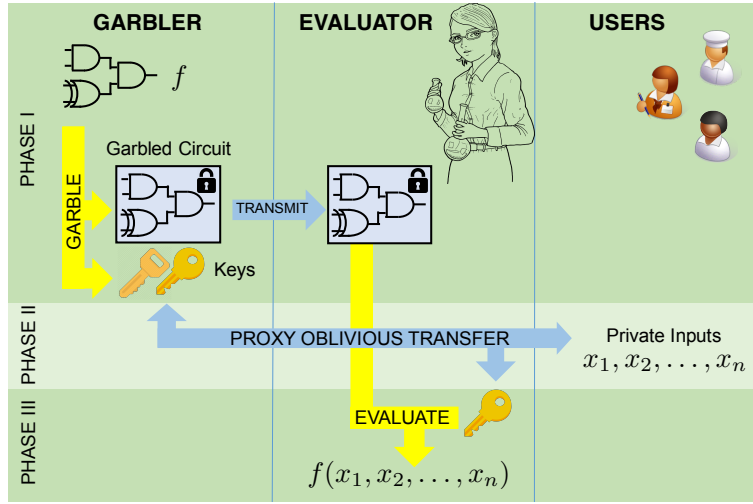 GARBLER
EVALUATOR
USERS
PHASE I
f
Garbled Circuit
GARBLE
TRANSMIT
Keys
PHASE II
PROXY OBLIVIOUS TRANSFER
Private Inputs
x₁, x₂, . . . , xₙ
PHASE III
EVALUATE
f(x₁, x₂, . . . , xₙ)